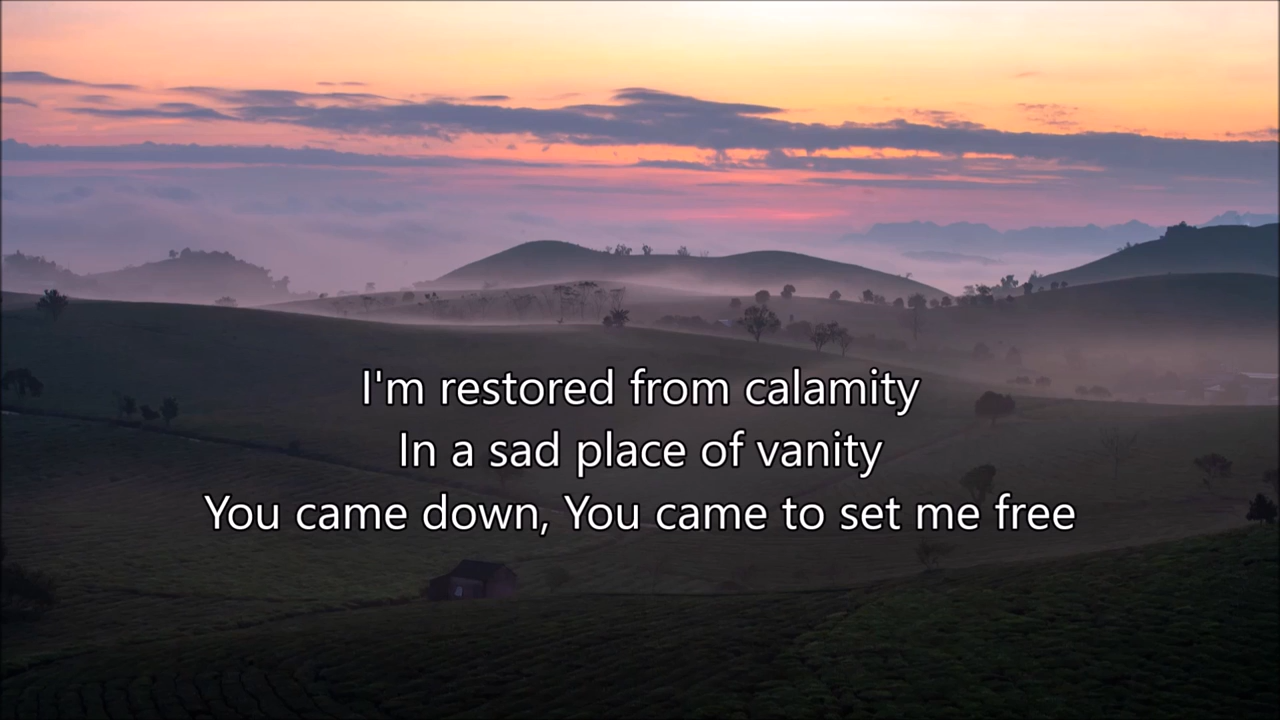 I'm restored from calamity
In a sad place of vanity
You came down, You came to set me free